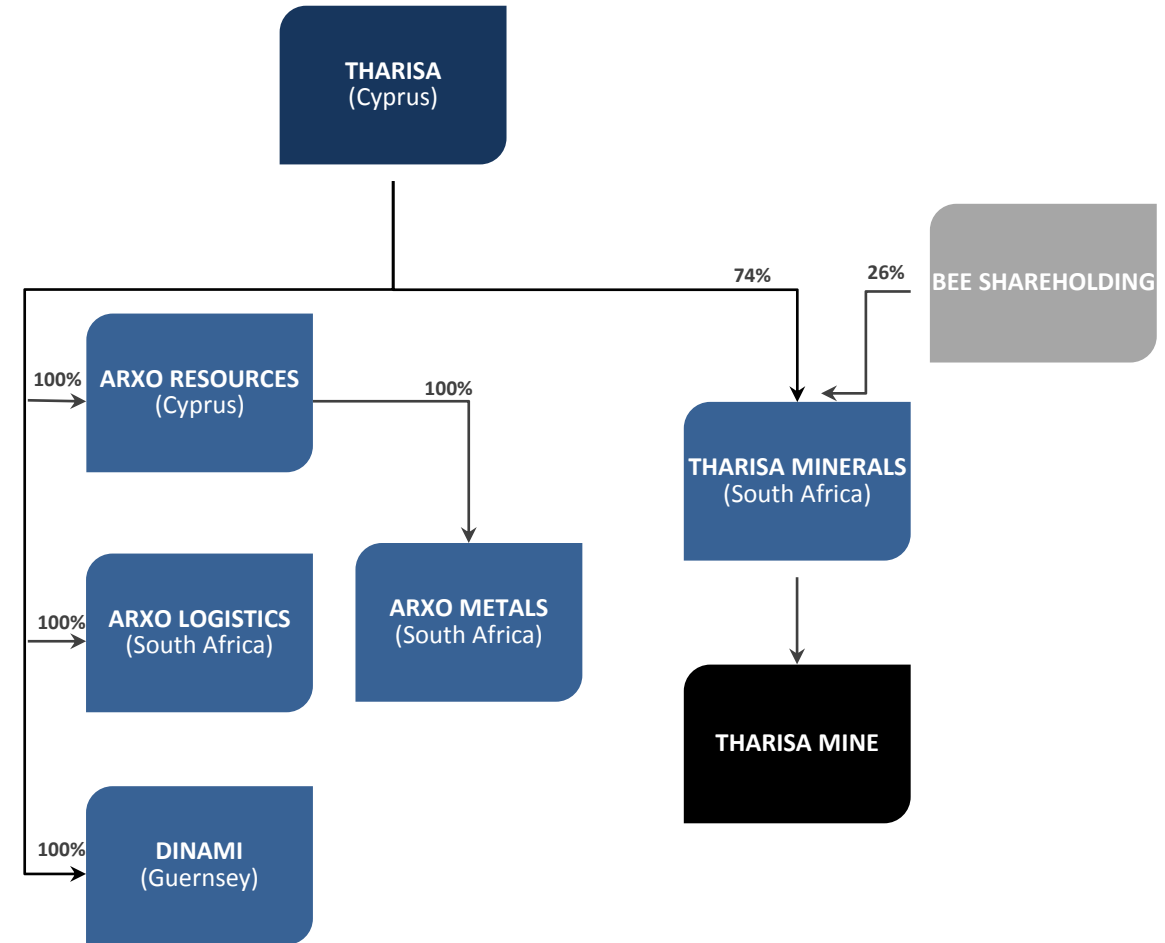 THARISA
(Cyprus)
74%
26%
BEE SHAREHOLDING
100%
ARXO RESOURCES
(Cyprus)
100%
THARISA MINERALS
(South Africa)
100%
ARXO LOGISTICS
(South Africa)
ARXO METALS
(South Africa)
THARISA MINE
100%
DINAMI
(Guernsey)